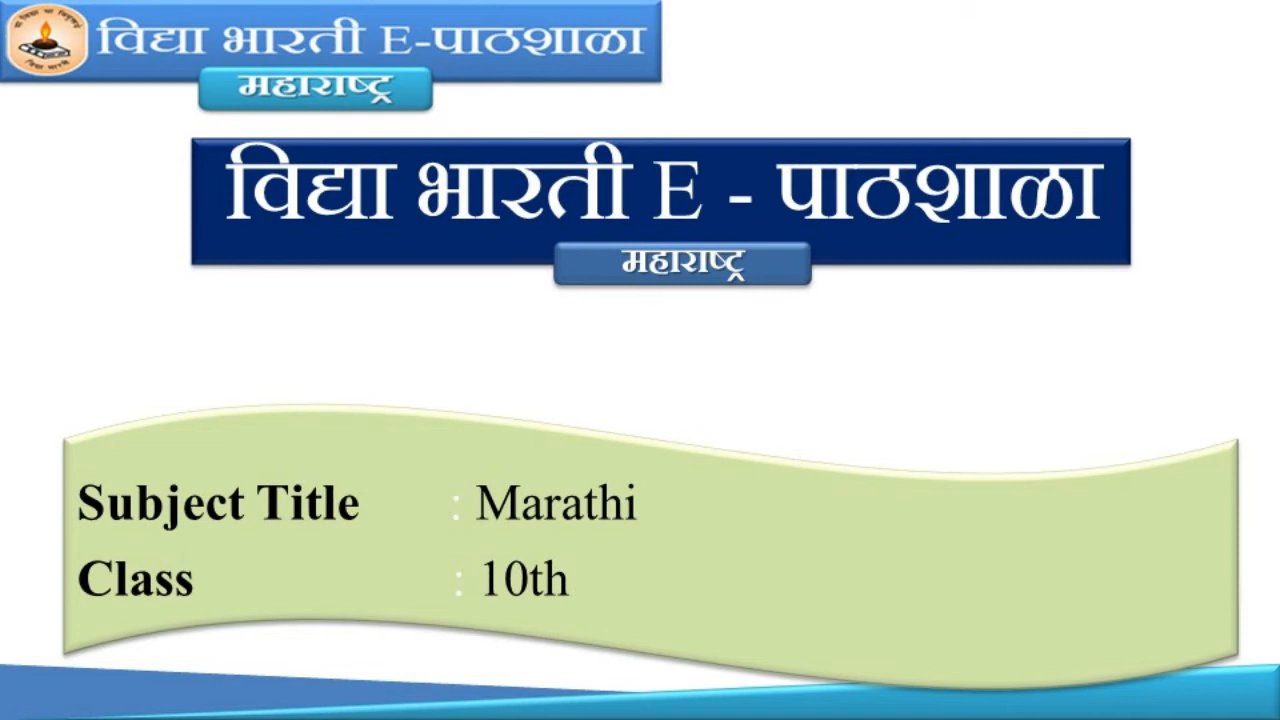 विद्या भारती E-पाठशाळा
महाराष्ट्र
विद्या भारती E - पाठशाळा
महाराष्ट्र
Subject Title : Marathi
Class : 10th